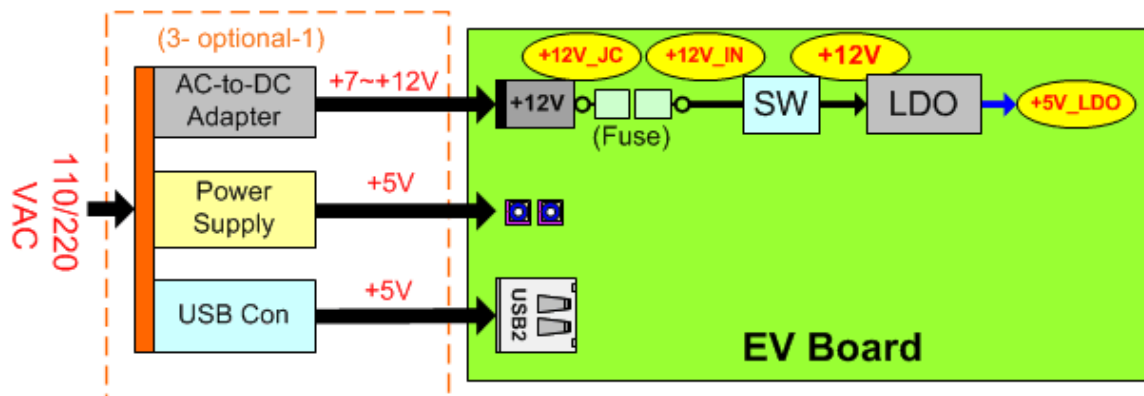 (3- optional-1)
110/220
VAC
AC-to-DC
Adapter
+7~+12V
Power
Supply
+5V
USB Con
+5V
+12V_JC
+12V_IN
+12V
+12V
(Fuse)
SW
LDO
+5V_LDO
USB2
EV Board